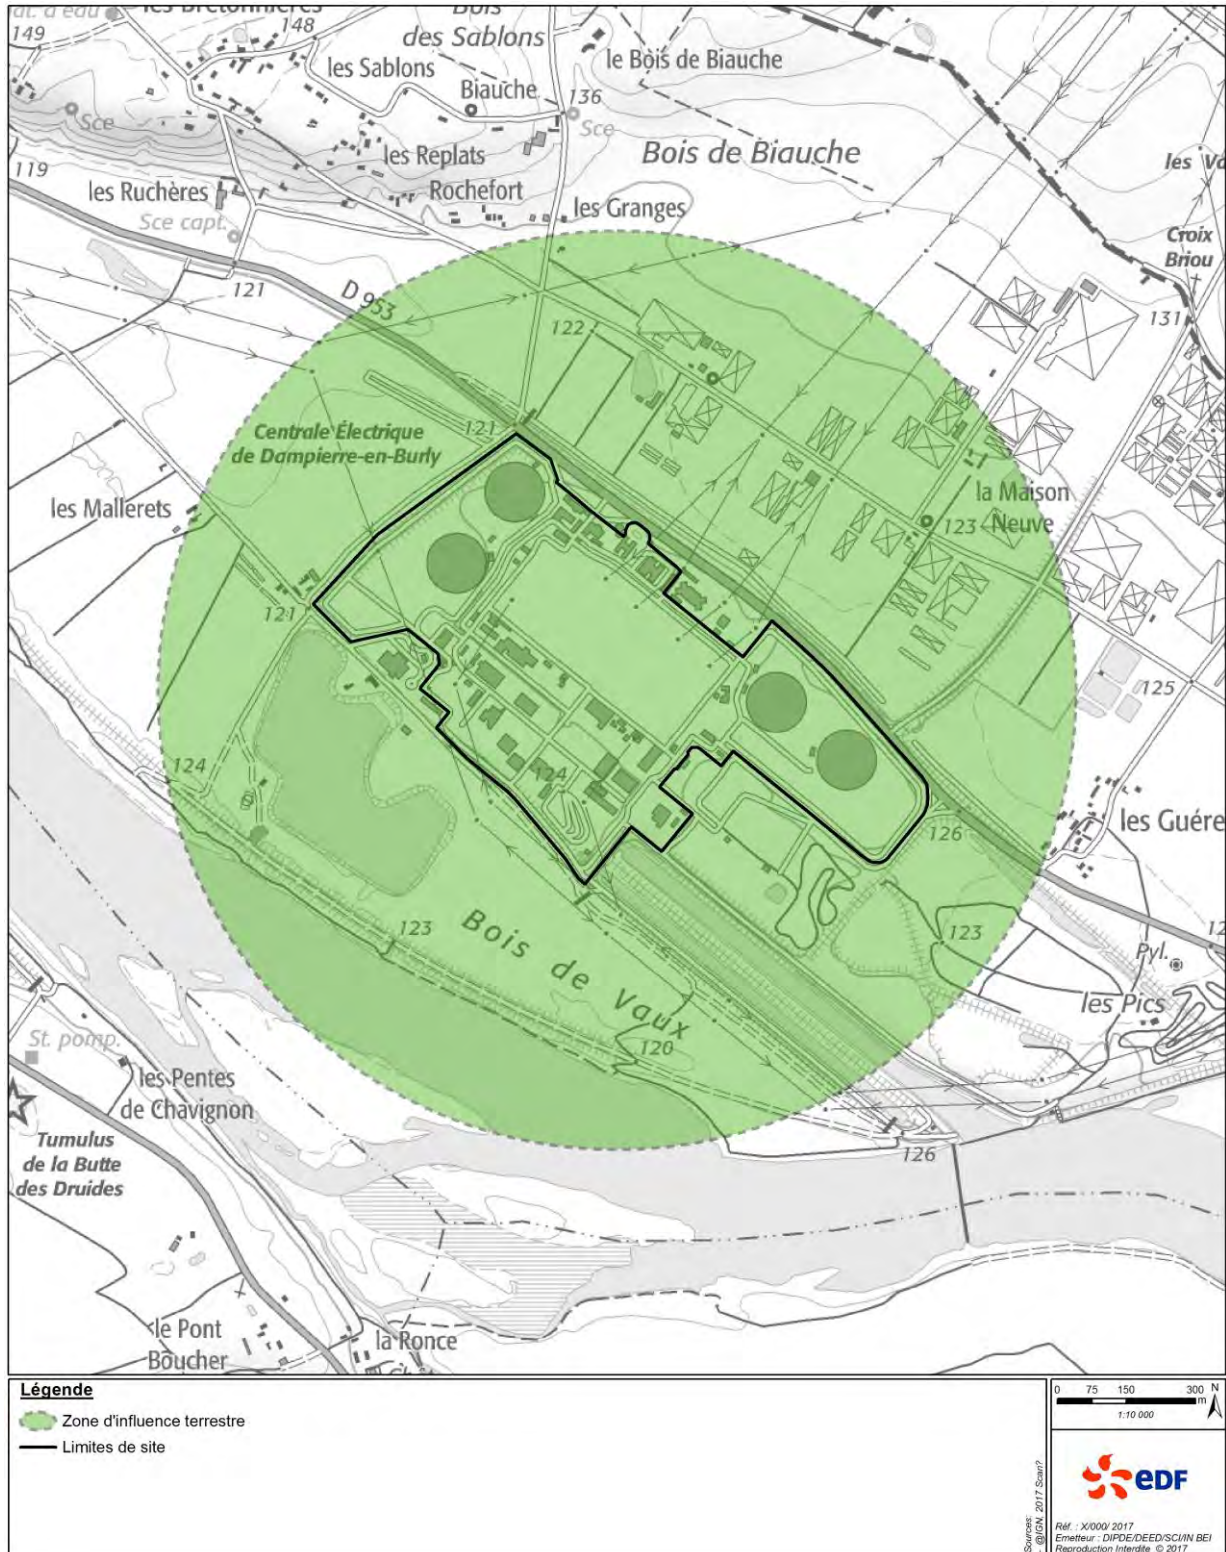 les Bretonnières
Bois
des Sablons
149
148
les Sablons
le Bois de Biauche
Biauche
136
Sce
Sce
les Replats
Bois de Biauche
119
les Ruchères
Rochefort
les Granges
Sce capt.
Croix
Briou
121
D 953
122
131
Centrale Électrique
de Dampierre-en-Burly
121
les Mallerets
la Maison
Neuve
123
121
125
124
124
126
les Guére
123
Bois de Vaux
123
Pyl.
les Pics
120
St. pomp.
les Pentes
de Chavignon
126
Tumulus
de la Butte
des Druides
le Pont
Boucher
la Ronce
Légende
Zone d'influence terrestre
Limites de site
0 75 150 300
m
N
1:10 000
edf
Sources:
Réf. : X/000/ 2017
Emetteur : DIPDE/DEED/SCI/IN BEI
Reproduction Interdite © 2017